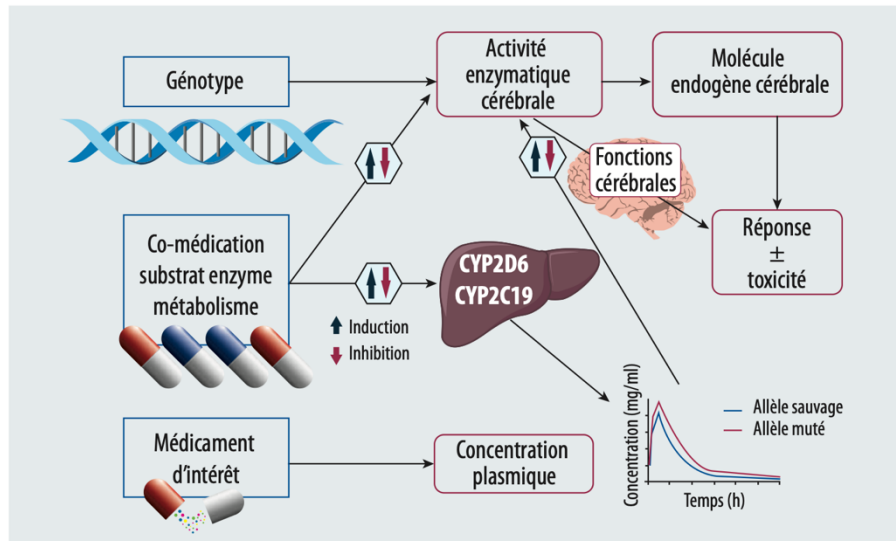 Génotype
Activité
enzymatique
cérébrale
Molécule
endogène cérébrale
Fonctions
cérébrales
Réponse
±
toxicité
Co-médication
substrat enzyme
métabolisme
CYP2D6
CYP2C19
Induction
Inhibition
Médicament
d'intérêt
Concentration
plasmique
Concentration (mg/ml)
Allèle sauvage
Allèle muté
Temps (h)